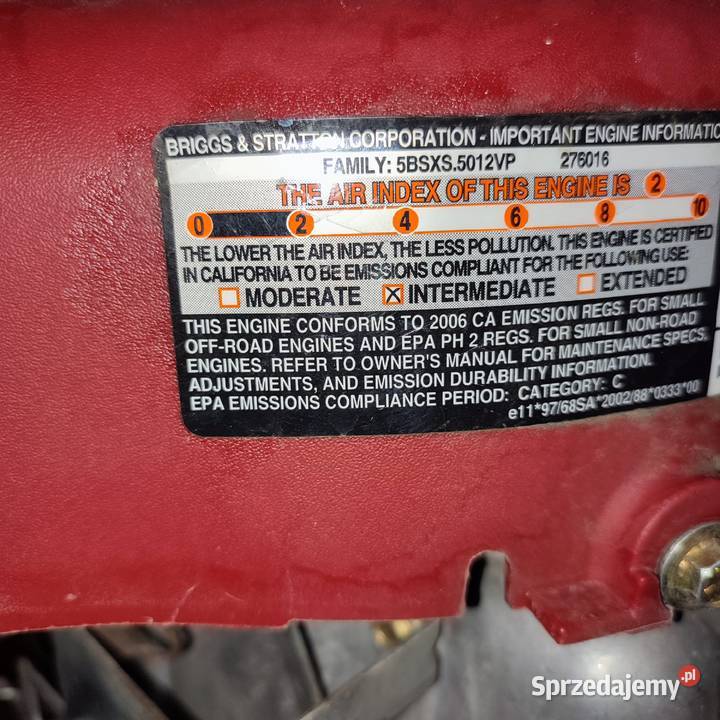 BRIGGS & STRATTON CORPORATION - IMPORTANT ENGINE INFORMATIO
FAMILY: 5BSXS.5012VP 276016
THE AIR INDEX OF THIS ENGINE IS 2
0 2 4 6 8 10
THE LOWER THE AIR INDEX, THE LESS POLLUTION. THIS ENGINE IS CERTIFIED
IN CALIFORNIA TO BE EMISSIONS COMPLIANT FOR THE FOLLOWING USE:
MODERATE INTERMEDIATE EXTENDED
THIS ENGINE CONFORMS TO 2006 CA EMISSION REGS. FOR SMALL
OFF-ROAD ENGINES AND EPA PH 2 REGS. FOR SMALL NON-ROAD
ENGINES. REFER TO OWNER'S MANUAL FOR MAINTENANCE SPECS,
ADJUSTMENTS, AND EMISSION DURABILITY INFORMATION.
EPA EMISSIONS COMPLIANCE PERIOD: CATEGORY: C
e11*97/68SA*2002/88*0333*00
Sprzedajemy.pl